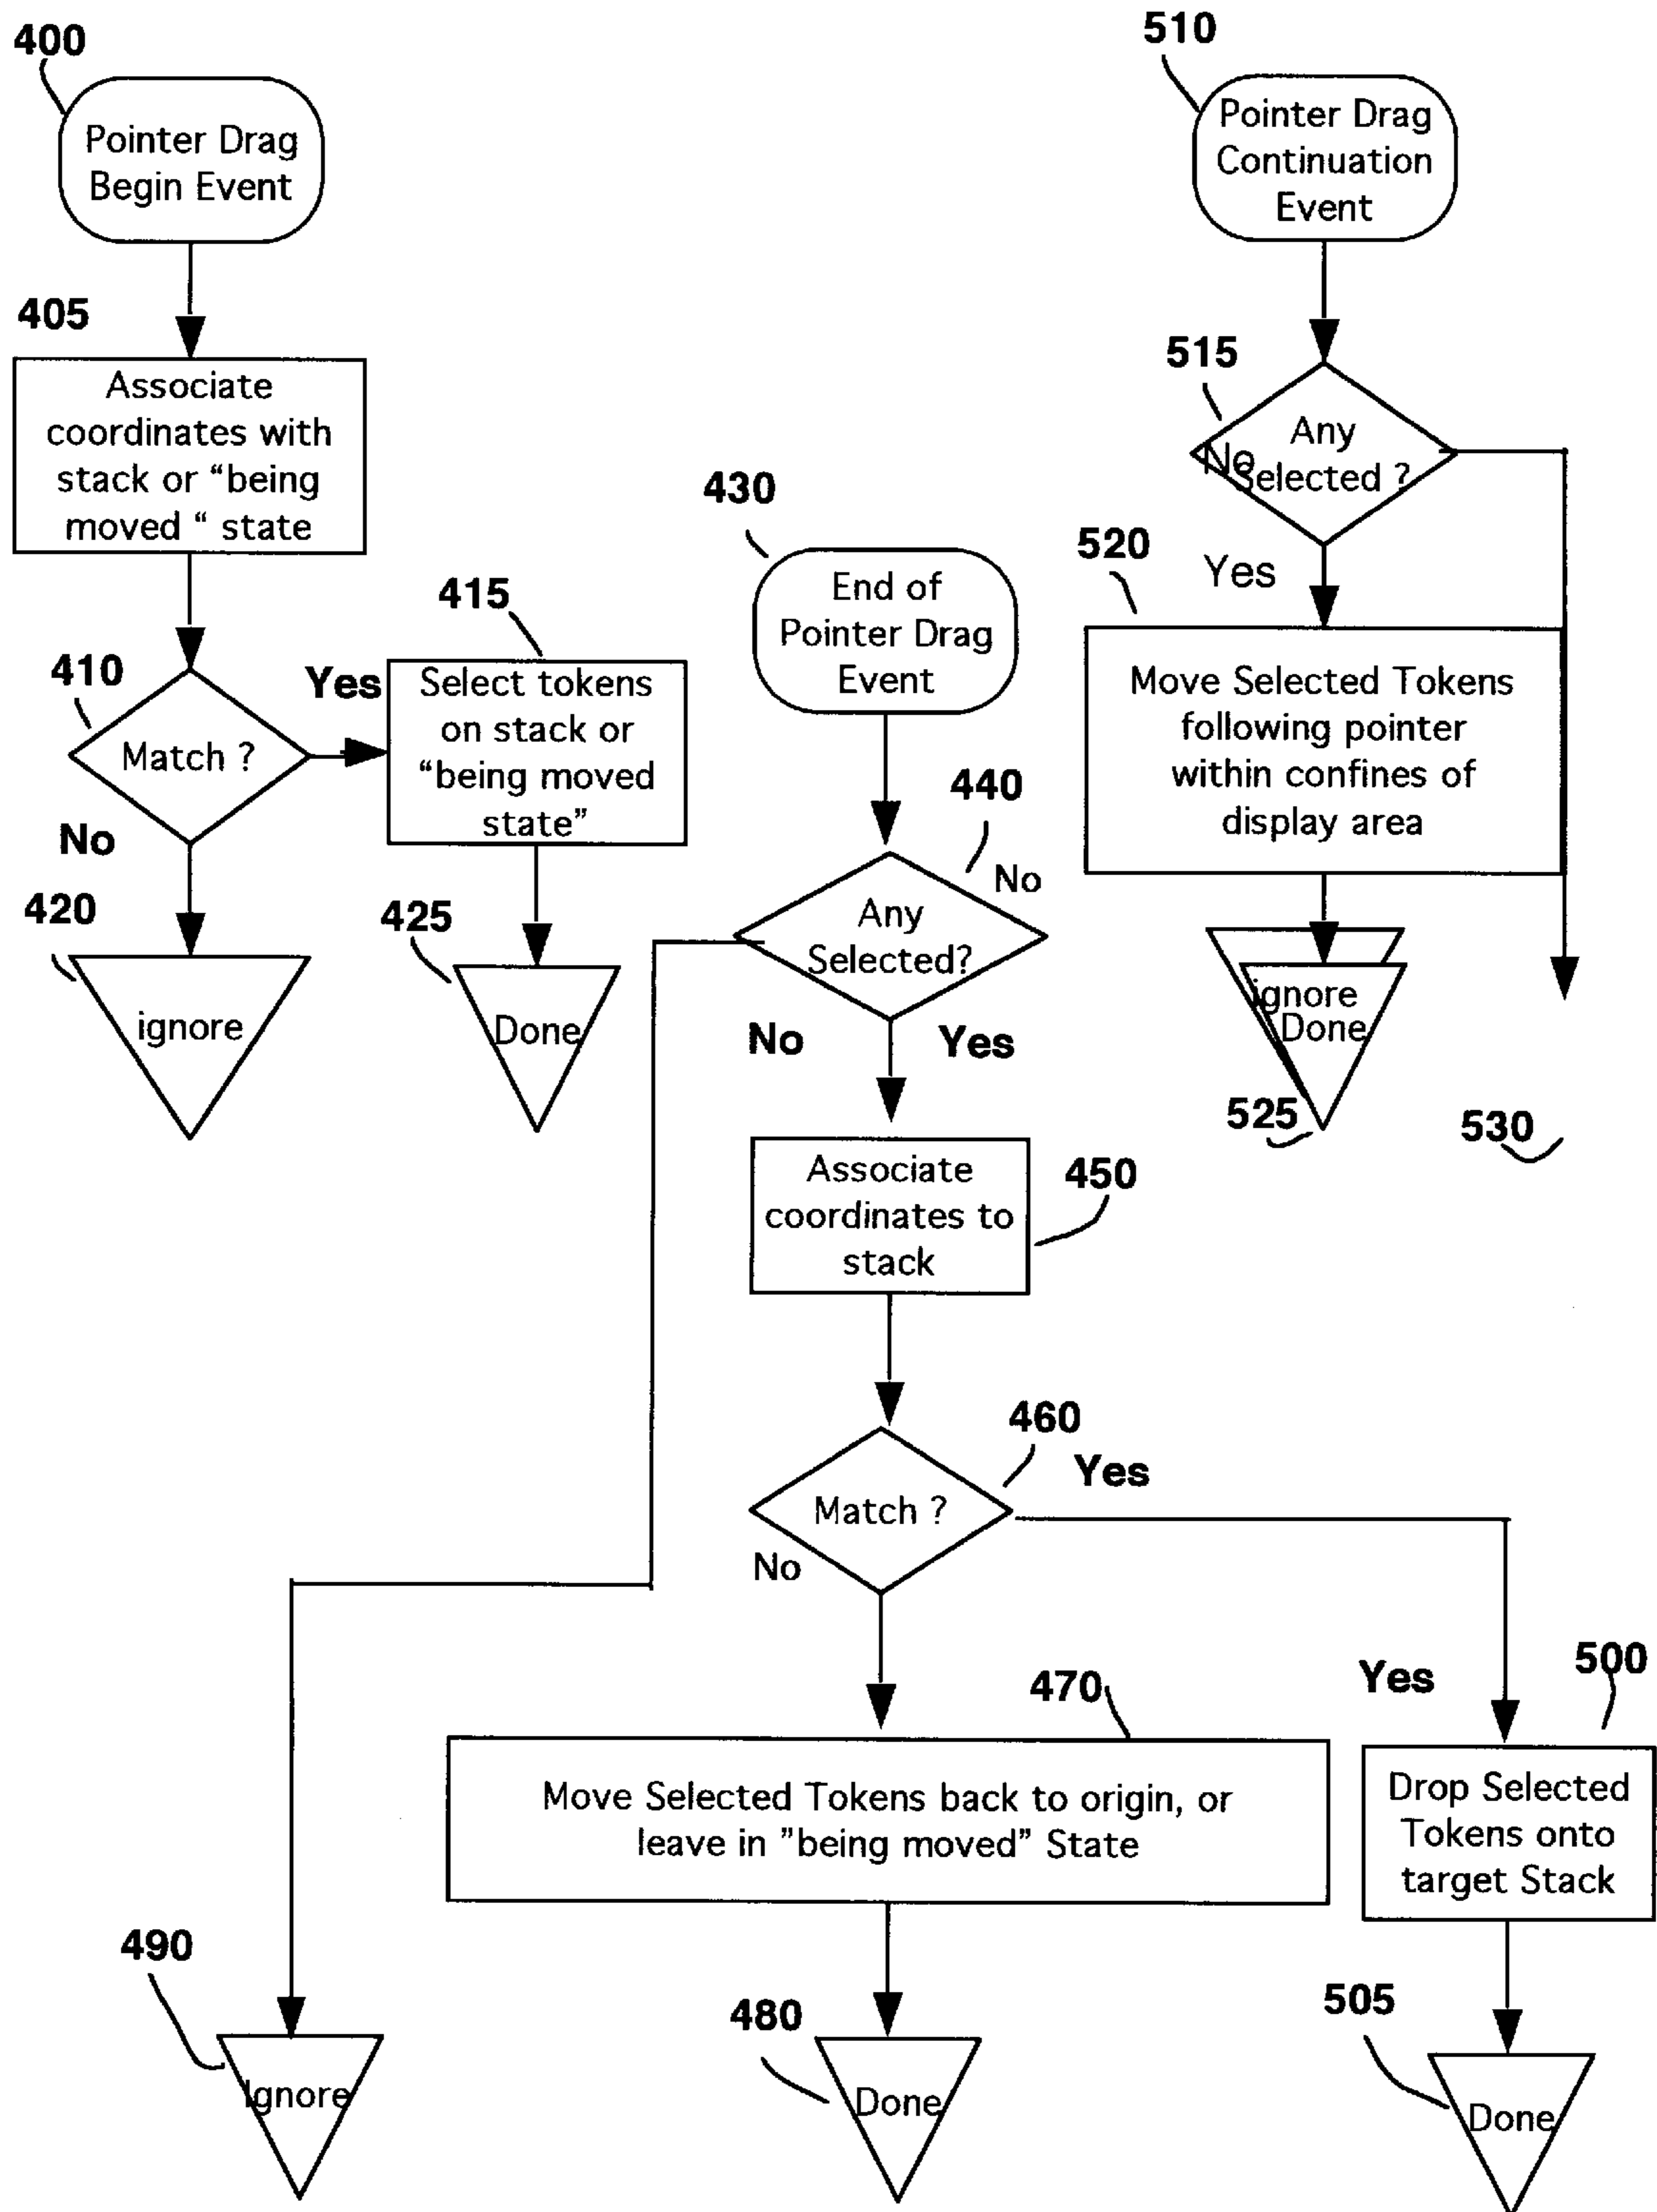 400
Pointer Drag
Begin Event
405
Associate
coordinates with
stack or “being
moved “ state
410
Match ?
Yes
No
415
Select tokens
on stack or
“being moved
state”
420
ignore
425
Done
430
End of
Pointer Drag
Event
440
No
Any
Selected?
No
Yes
Associate
coordinates to
stack
450
460
Match ?
Yes
No
470
Move Selected Tokens back to origin, or
leave in ”being moved” State
480
Done
490
Ignore
Yes
500
Drop Selected
Tokens onto
target Stack
505
Done
510
Pointer Drag
Continuation
Event
515
Any
Selected ?
No
Yes
520
Move Selected Tokens
following pointer
within confines of
display area
ignore
Done
525
530